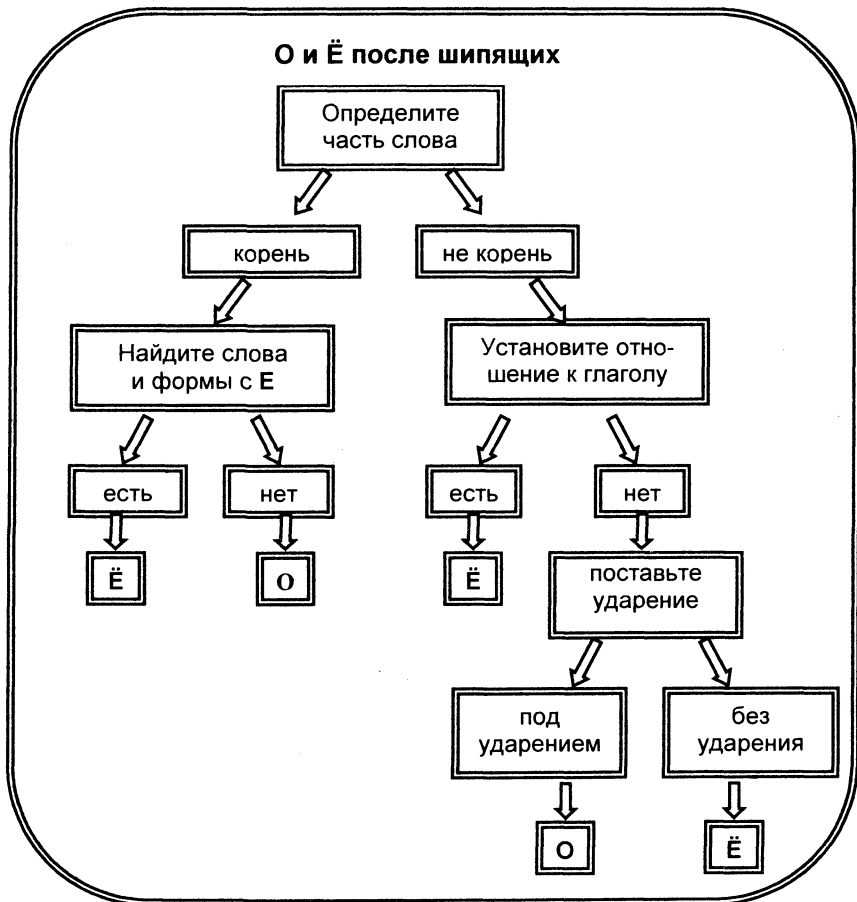 О и Ё после шипящих
Определите
часть слова
корень
не корень
Найдите слова
и формы с Е
Установите отно-
шение к глаголу
есть
нет
есть
нет
Ё
О
Ё
поставьте
ударение
под
ударением
без
ударения
О
Ё